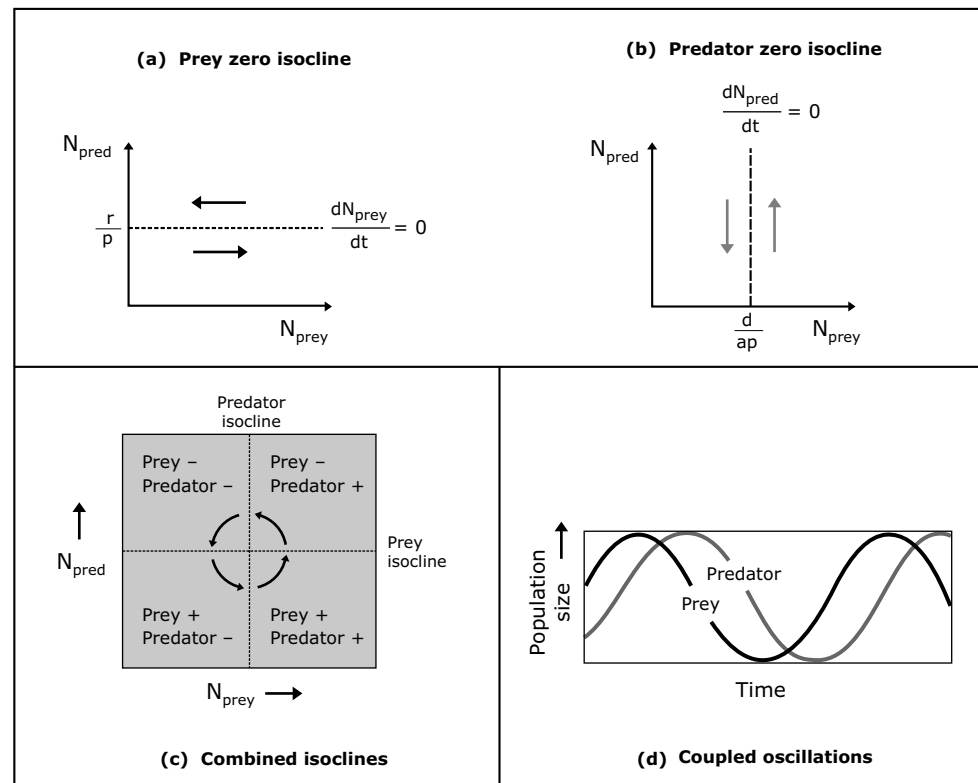 (a) Prey zero isocline
N_pred
r
p
dN_prey
dt
= 0
N_prey
(b) Predator zero isocline
dN_pred
dt
= 0
N_pred
d
ap
N_prey
Predator
isocline
Prey –
Predator –
Prey –
Predator +
N_pred
Prey
isocline
Prey +
Predator –
Prey +
Predator +
N_prey
(c) Combined isoclines
Population
size
Predator
Prey
Time
(d) Coupled oscillations